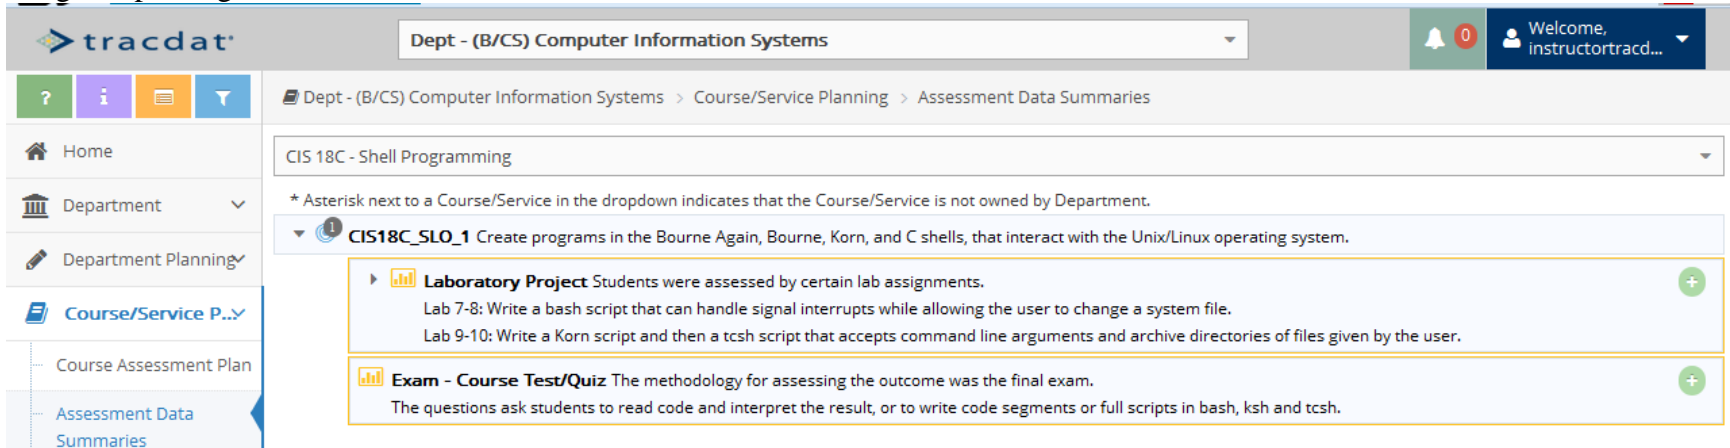 tracdat
Dept - (B/CS) Computer Information Systems
0
Welcome,
instructortracd...
?
i
Dept - (B/CS) Computer Information Systems > Course/Service Planning > Assessment Data Summaries
Home
CIS 18C - Shell Programming
Department
* Asterisk next to a Course/Service in the dropdown indicates that the Course/Service is not owned by Department.
1
CIS18C_SLO_1 Create programs in the Bourne Again, Bourne, Korn, and C shells, that interact with the Unix/Linux operating system.
Department Planning
Laboratory Project Students were assessed by certain lab assignments.
Lab 7-8: Write a bash script that can handle signal interrupts while allowing the user to change a system file.
Lab 9-10: Write a Korn script and then a tcsh script that accepts command line arguments and archive directories of files given by the user.
Course/Service P...
Course Assessment Plan
Exam - Course Test/Quiz The methodology for assessing the outcome was the final exam.
The questions ask students to read code and interpret the result, or to write code segments or full scripts in bash, ksh and tcsh.
Assessment Data
Summaries